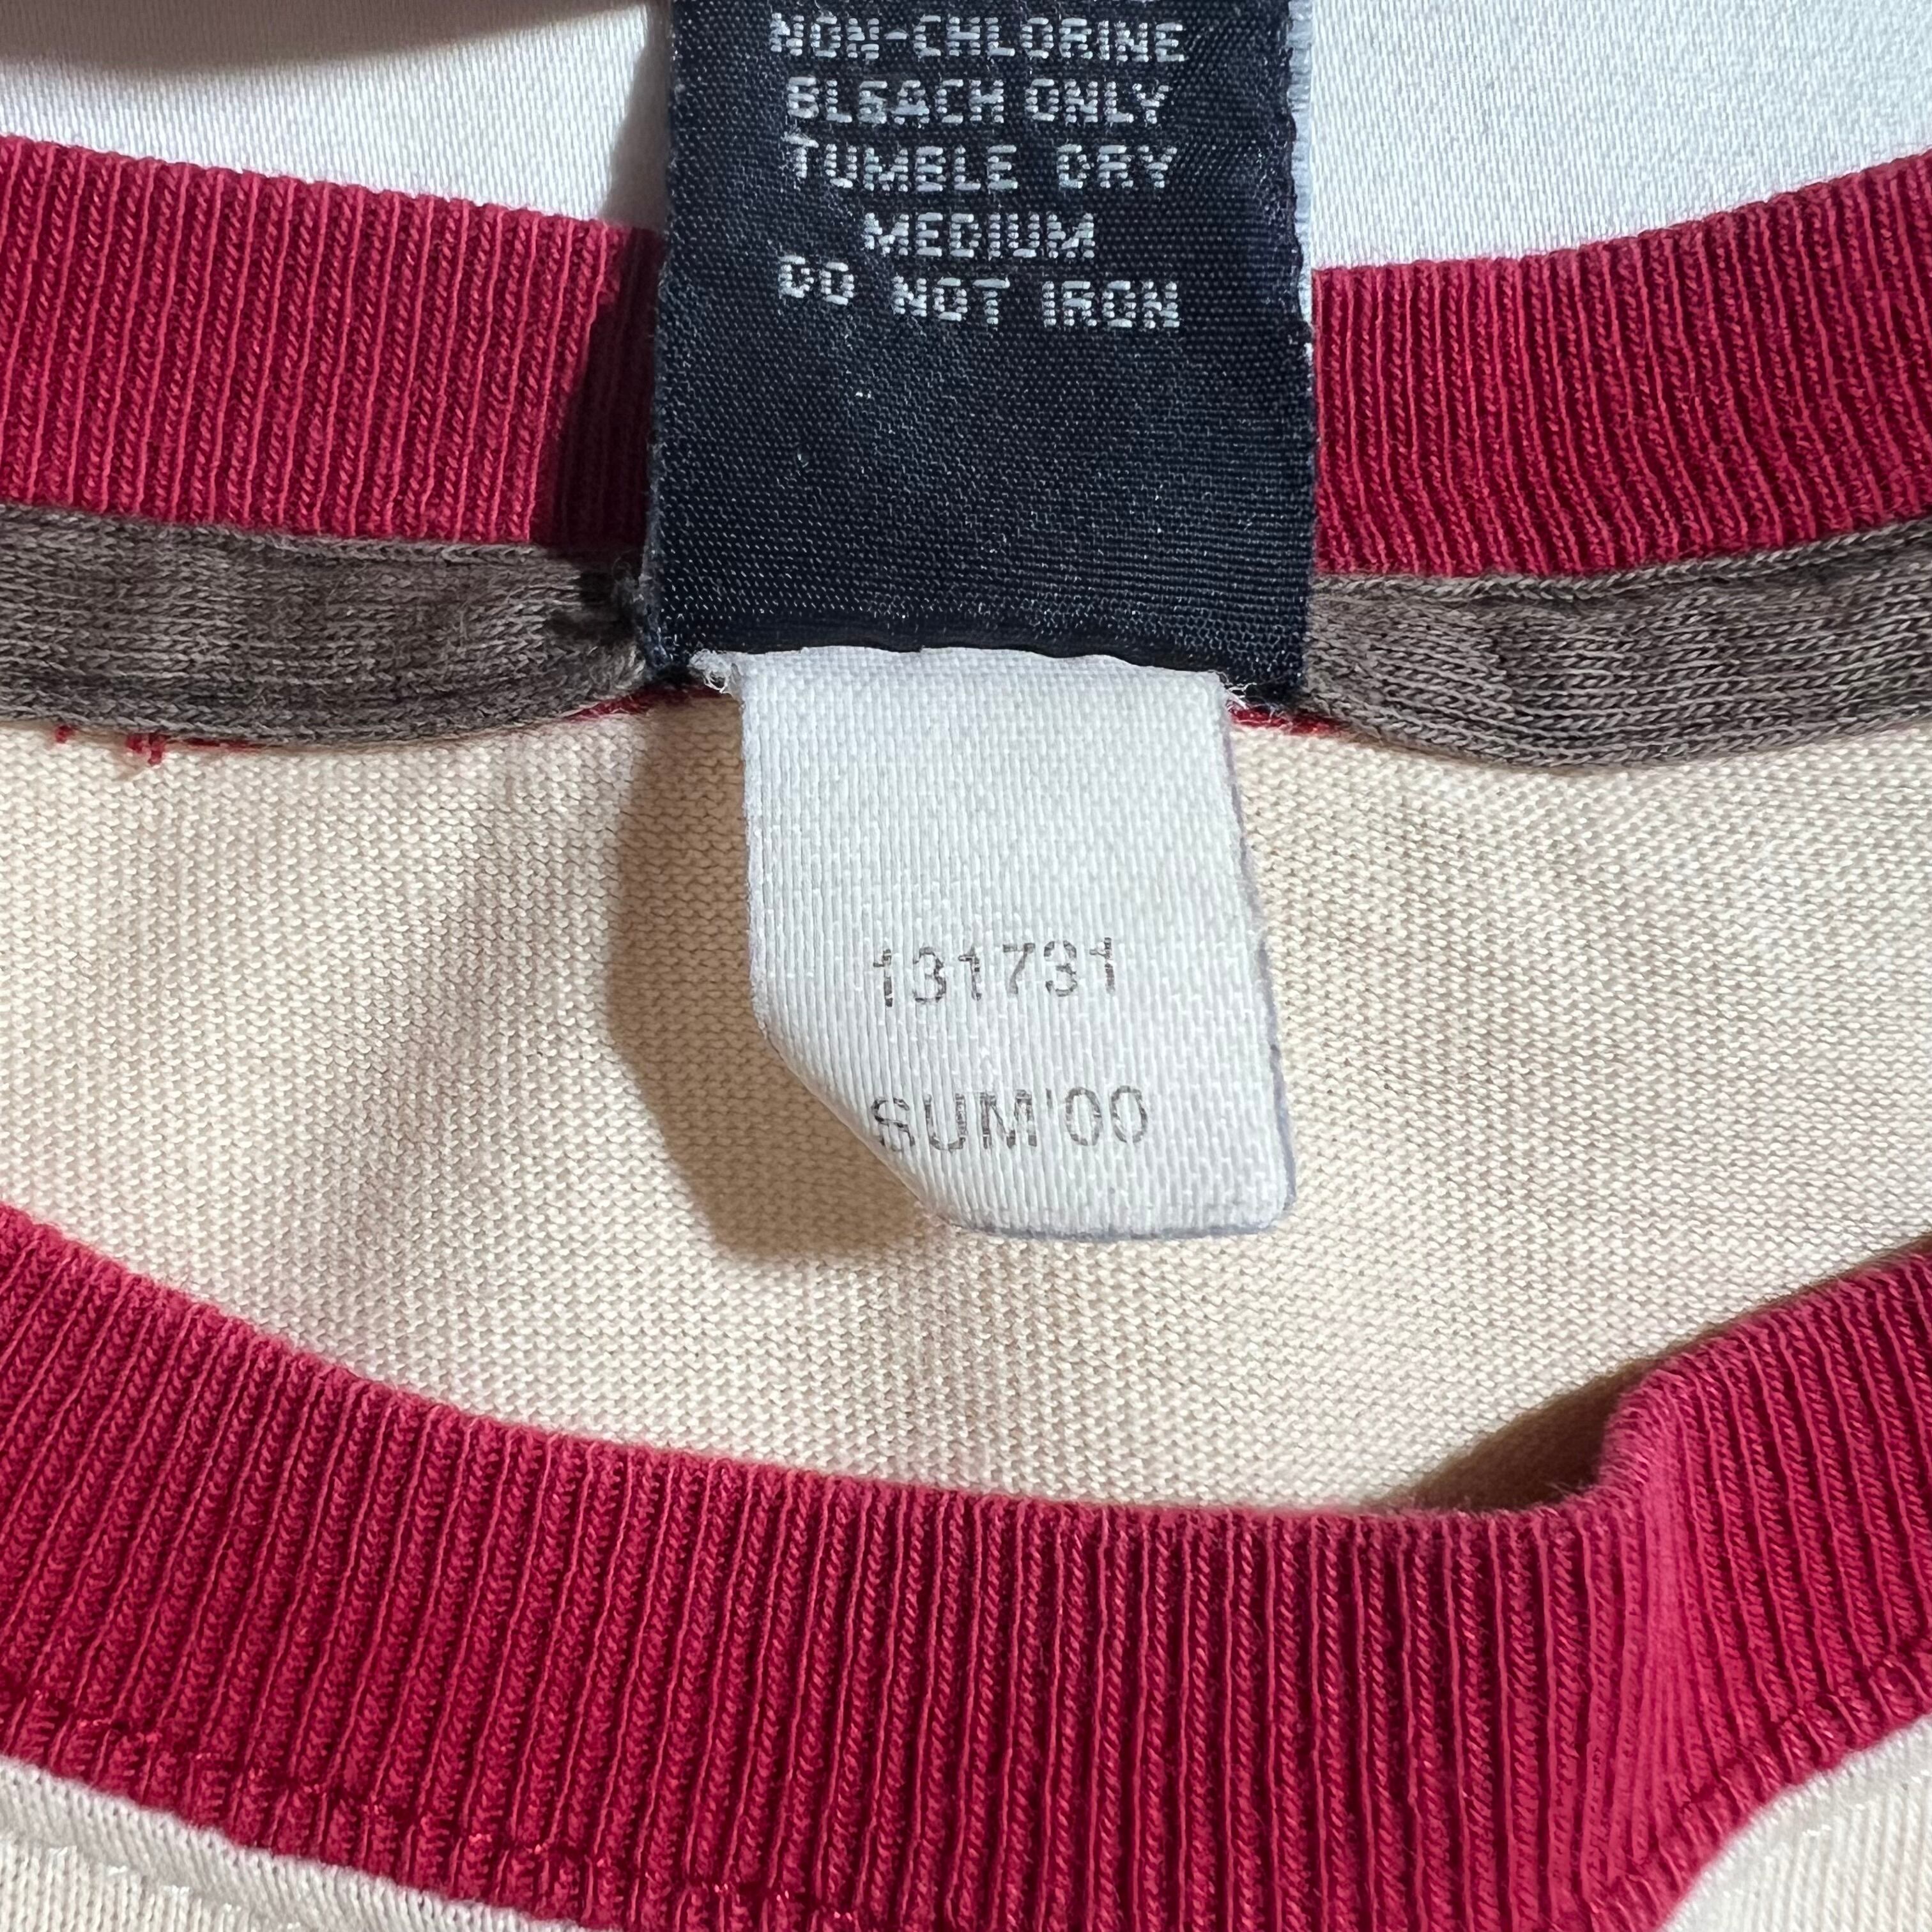 NON-CHLORINE
BLEACH ONLY
TUMBLE DRY
MEDIUM
DO NOT IRON
131731
SUM'00